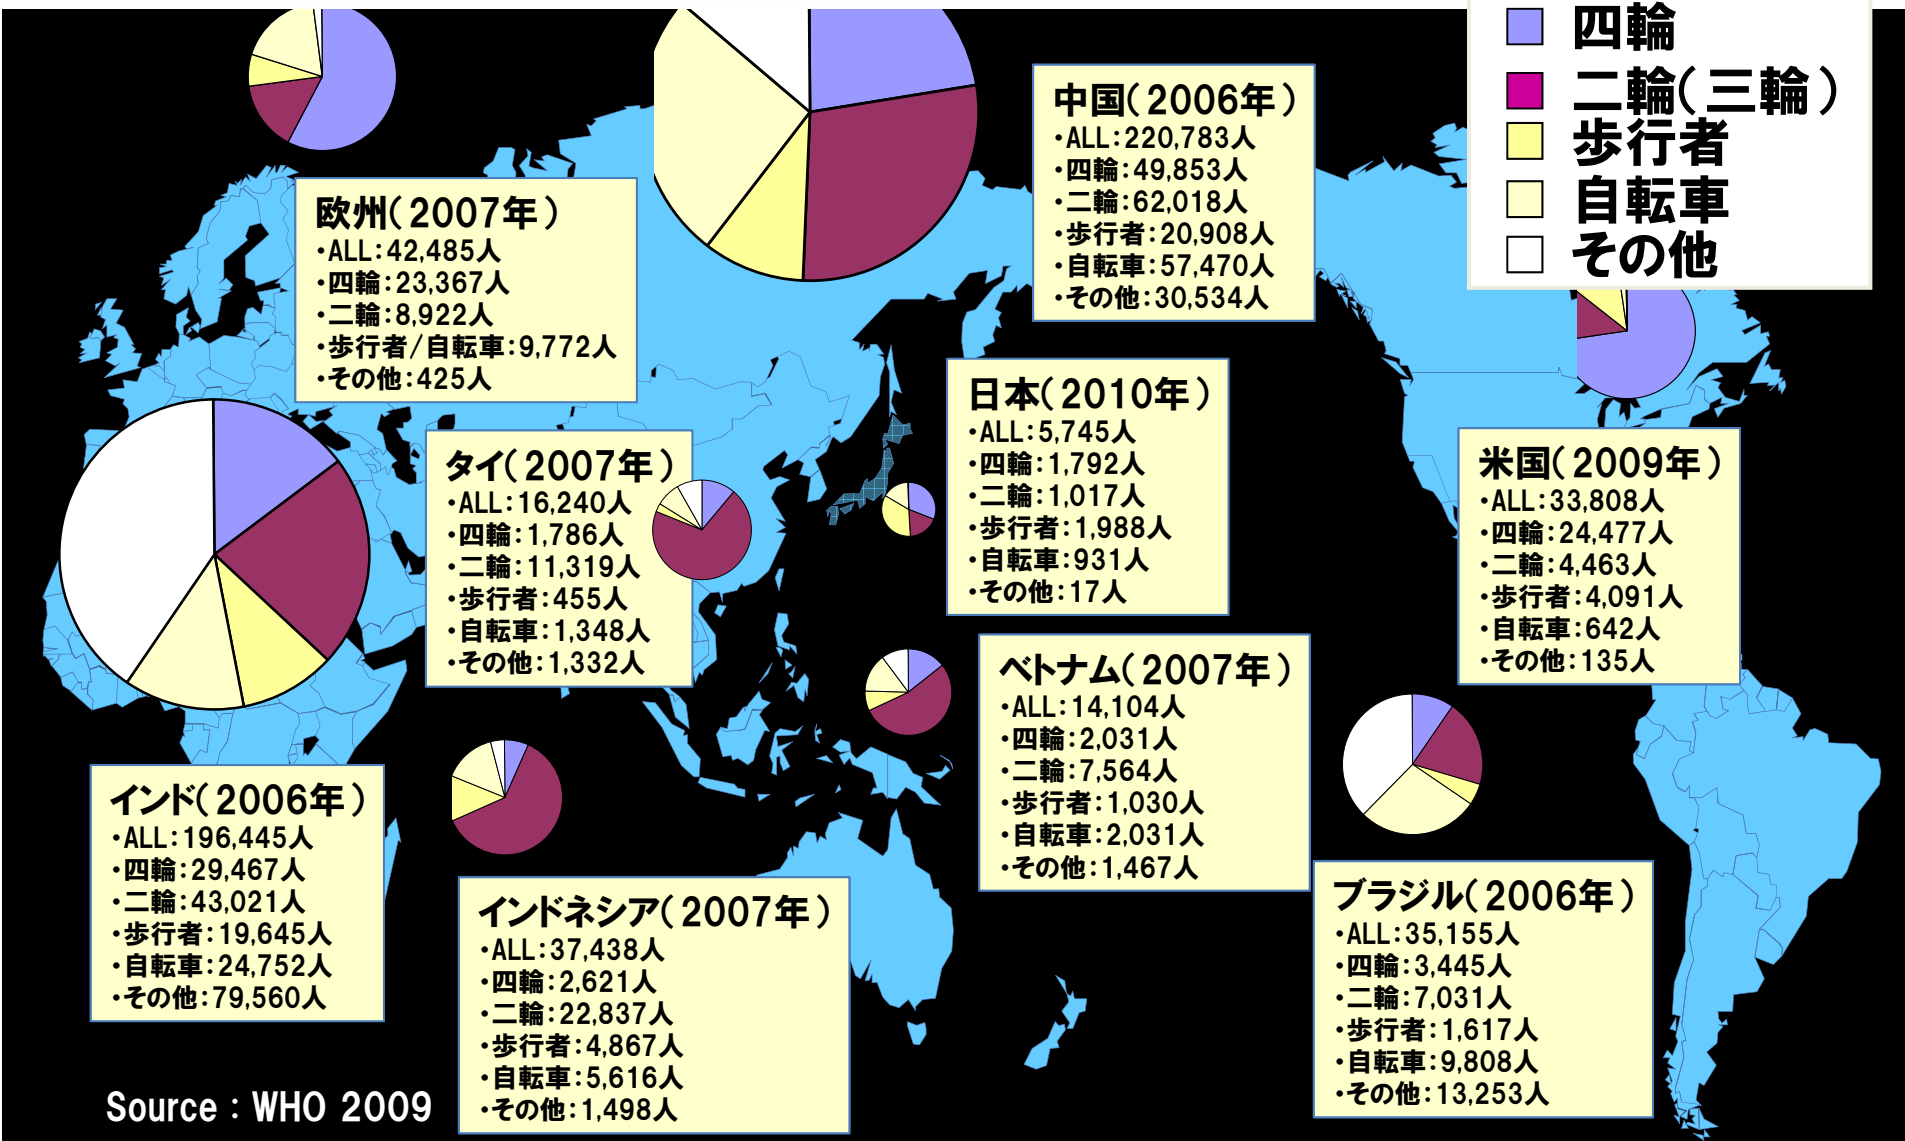 四輪
二輪(三輪)
歩行者
自転車
その他
中国(2006年)
・ALL:220,783人
・四輪:49,853人
・二輪:62,018人
・歩行者:20,908人
・自転車:57,470人
・その他:30,534人
欧州(2007年)
・ALL:42,485人
・四輪:23,367人
・二輪:8,922人
・歩行者/自転車:9,772人
・その他:425人
日本(2010年)
・ALL:5,745人
・四輪:1,792人
・二輪:1,017人
・歩行者:1,988人
・自転車:931人
・その他:17人
タイ(2007年)
・ALL:16,240人
・四輪:1,786人
・二輪:11,319人
・歩行者:455人
・自転車:1,348人
・その他:1,332人
米国(2009年)
・ALL:33,808人
・四輪:24,477人
・二輪:4,463人
・歩行者:4,091人
・自転車:642人
・その他:135人
ベトナム(2007年)
・ALL:14,104人
・四輪:2,031人
・二輪:7,564人
・歩行者:1,030人
・自転車:2,031人
・その他:1,467人
インド(2006年)
・ALL:196,445人
・四輪:29,467人
・二輪:43,021人
・歩行者:19,645人
・自転車:24,752人
・その他:79,560人
インドネシア(2007年)
・ALL:37,438人
・四輪:2,621人
・二輪:22,837人
・歩行者:4,867人
・自転車:5,616人
・その他:1,498人
ブラジル(2006年)
・ALL:35,155人
・四輪:3,445人
・二輪:7,031人
・歩行者:1,617人
・自転車:9,808人
・その他:13,253人
Source:WHO 2009